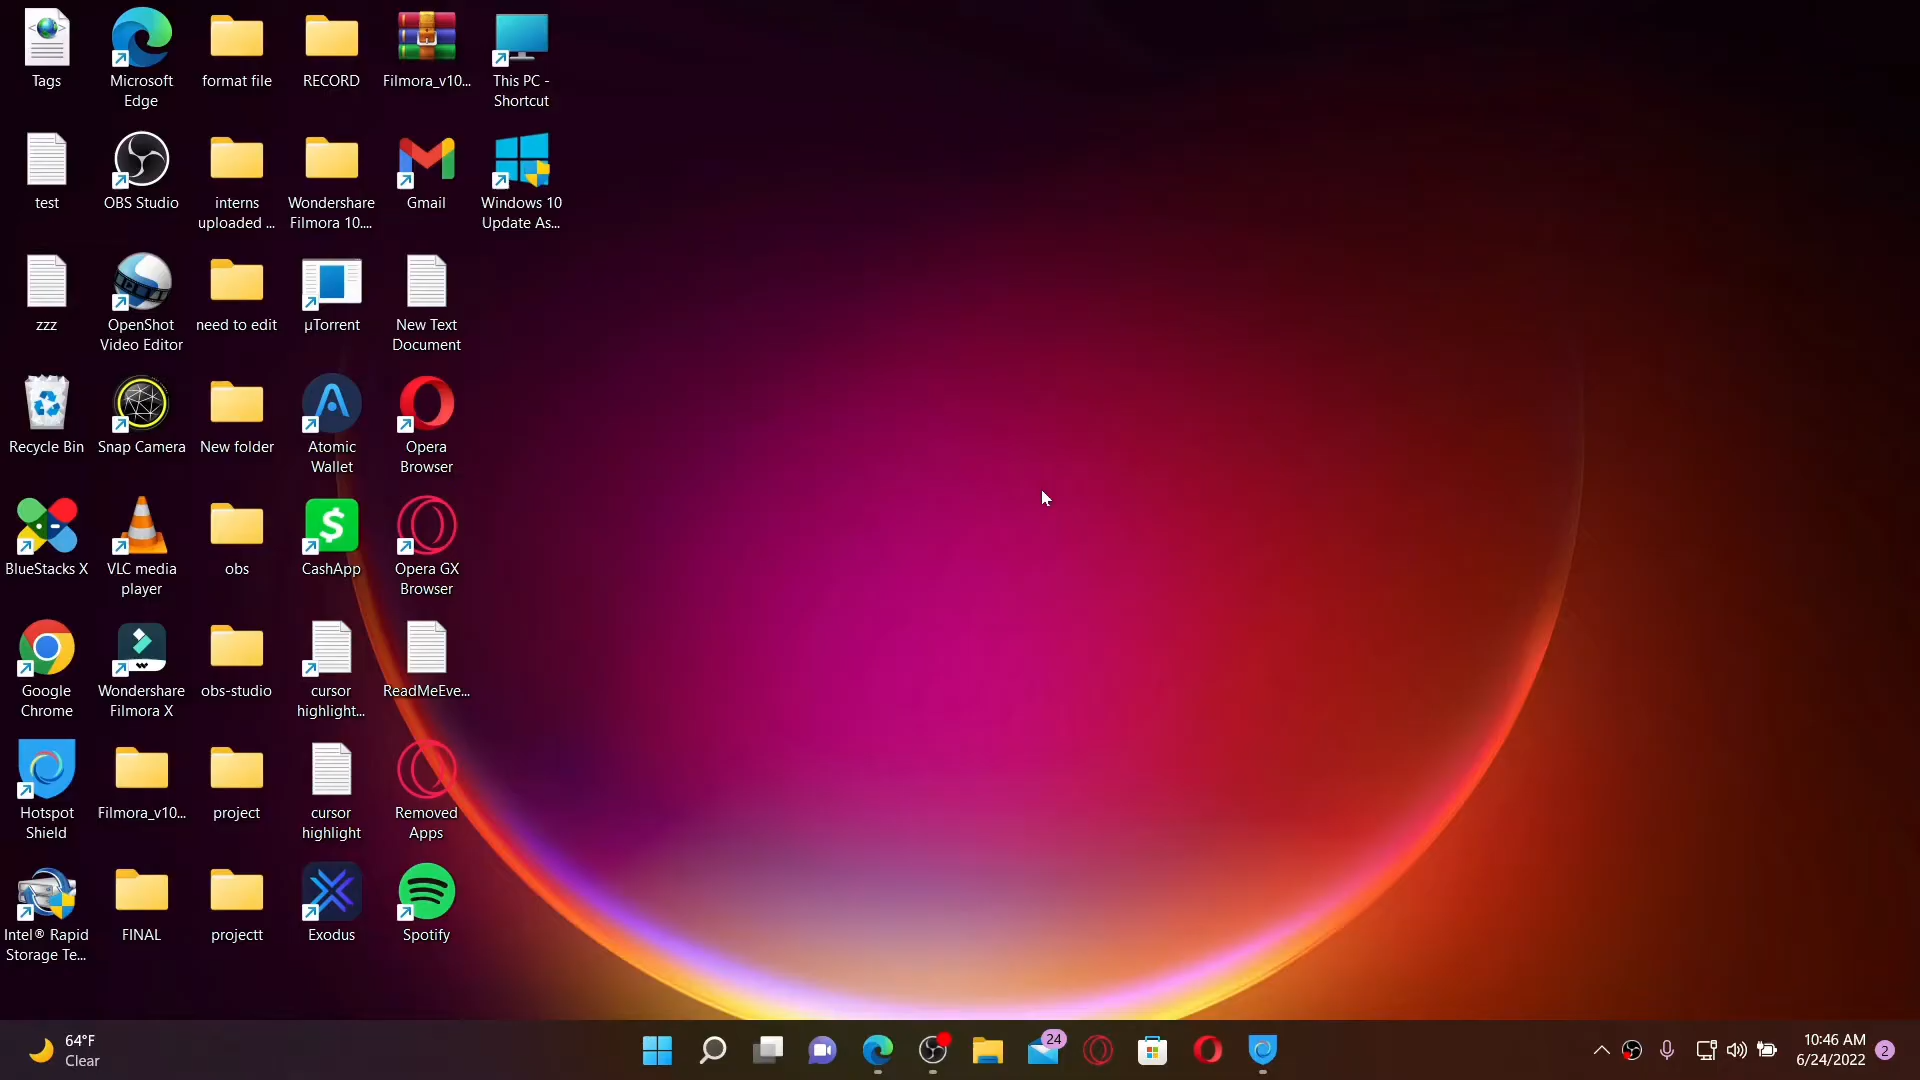 Tags
Microsoft
Edge
format file
RECORD
Filmora_v10...
This PC -
Shortcut
test
OBS Studio
interns
uploaded ...
Wondershare
Filmora 10....
Gmail
Windows 10
Update As...
zzz
OpenShot
Video Editor
need to edit
µTorrent
New Text
Document
Recycle Bin
Snap Camera
New folder
Atomic
Wallet
Opera
Browser
BlueStacks X
VLC media
player
obs
CashApp
Opera GX
Browser
Google
Chrome
Wondershare
Filmora X
obs-studio
cursor
highlight...
ReadMeEve...
Hotspot
Shield
Filmora_v10...
project
cursor
highlight
Removed
Apps
Intel® Rapid
Storage Te...
FINAL
projectt
Exodus
Spotify
64°F
Clear
24
10:46 AM
6/24/2022
2